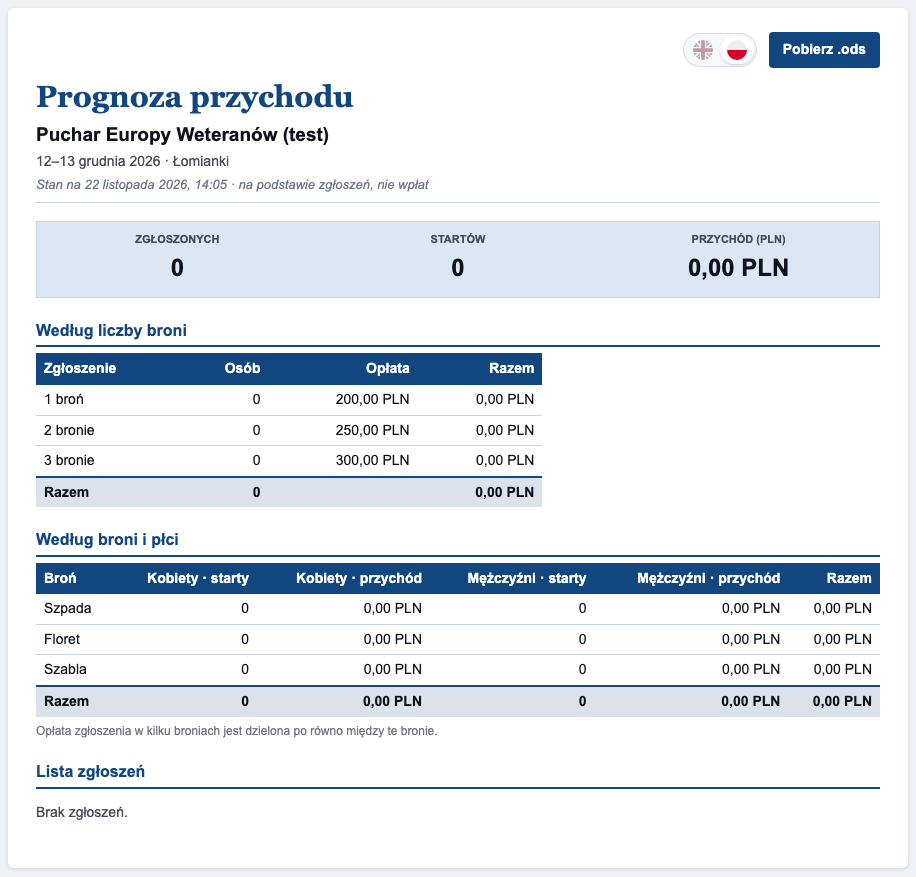 Pobierz .ods
Prognoza przychodu
Puchar Europy Weteranów (test)
12–13 grudnia 2026 · Łomianki
Stan na 22 listopada 2026, 14:05 · na podstawie zgłoszeń, nie wpłat
ZGŁOSZONYCH STARTÓW PRZYCHÓD (PLN)
0 0 0,00 PLN
Według liczby broni
Zgłoszenie Osób Opłata Razem
1 broń 0 200,00 PLN 0,00 PLN
2 bronie 0 250,00 PLN 0,00 PLN
3 bronie 0 300,00 PLN 0,00 PLN
Razem 0 0,00 PLN
Według broni i płci
Broń Kobiety · starty Kobiety · przychód Mężczyźni · starty Mężczyźni · przychód Razem
Szpada 0 0,00 PLN 0 0,00 PLN 0,00 PLN
Floret 0 0,00 PLN 0 0,00 PLN 0,00 PLN
Szabla 0 0,00 PLN 0 0,00 PLN 0,00 PLN
Razem 0 0,00 PLN 0 0,00 PLN 0,00 PLN
Opłata zgłoszenia w kilku broniach jest dzielona po równo między te bronie.
Lista zgłoszeń
Brak zgłoszeń.